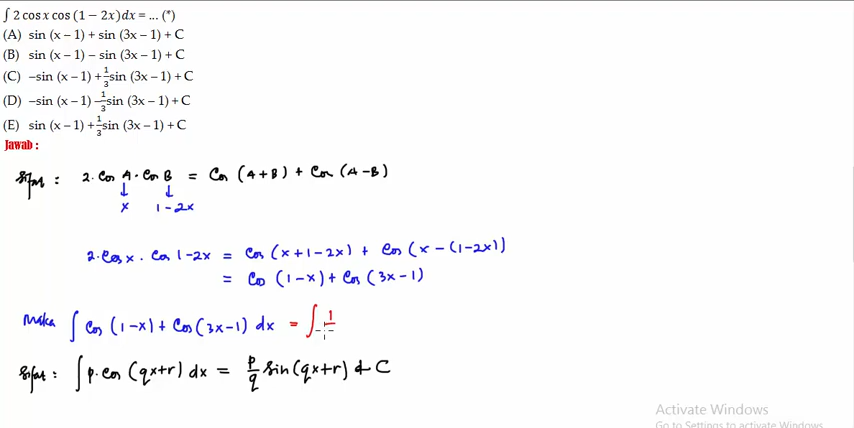 ∫ 2 cos x cos (1 − 2x)dx = ... (*)
(A) sin (x – 1) + sin (3x – 1) + C
(B) sin (x – 1) – sin (3x – 1) + C
(C) –sin (x – 1) + 1/3 sin (3x – 1) + C
(D) –sin (x – 1) – 1/3 sin (3x – 1) + C
(E) sin (x – 1) + 1/3 sin (3x – 1) + C
Jawab :
Sifat : 2. Cos A . Cos B = Cos (A+B) + Cos (A-B)
↓ ↓
x 1 - 2x
2. Cos x . Cos 1-2x = Cos (x+1-2x) + Cos (x-(1-2x))
= Cos (1-x) + Cos (3x-1)
Maka ∫ Cos (1-x) + Cos (3x-1) dx = ∫ 1/-
Sifat : ∫ p. Cos (qx+r) dx = p/q Sin (qx+r) + C
Activate Windows
Go to Settings to activate Windows